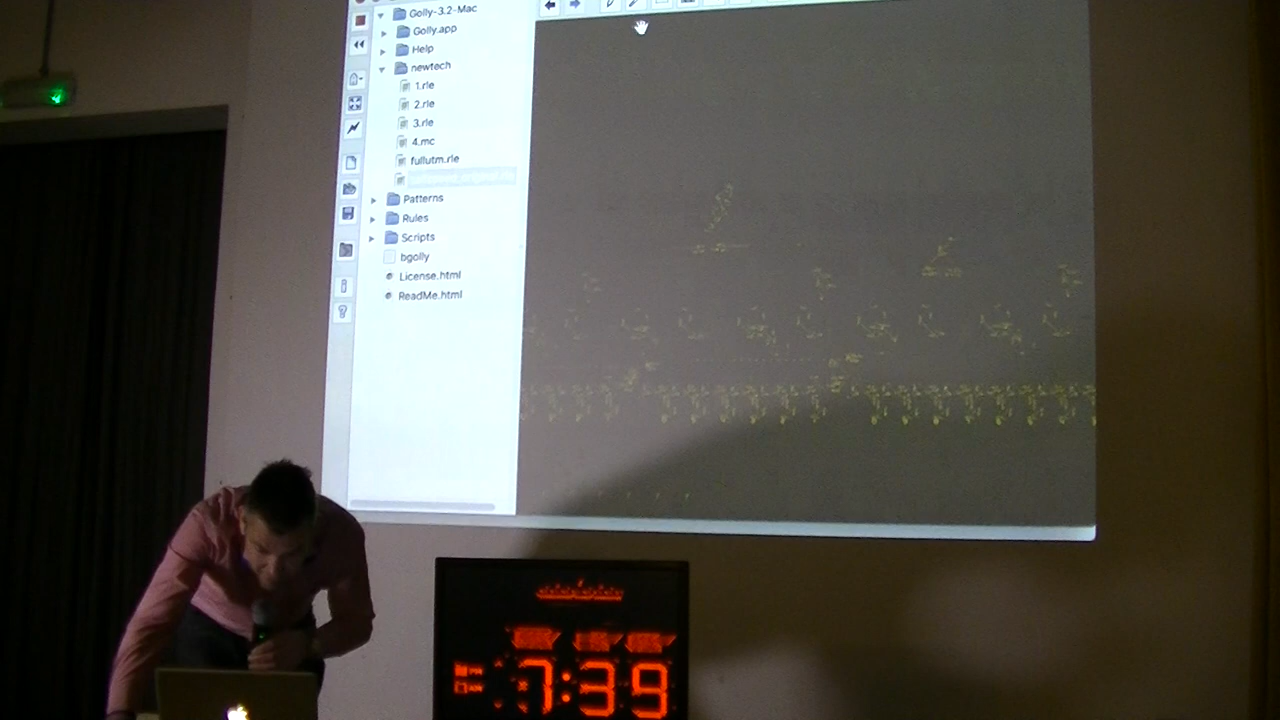 Golly-3.2-Mac
Golly.app
Help
newtech
1.rle
2.rle
3.rle
4.mc
fullutm.rle
Patterns
Rules
Scripts
bgolly
License.html
ReadMe.html
7:39